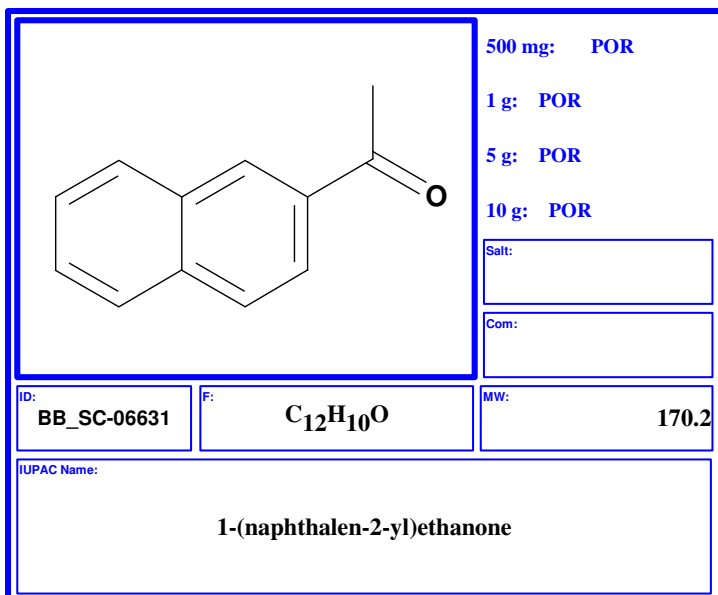 O
500 mg: POR
1 g: POR
5 g: POR
10 g: POR
Salt:
Com:
ID:
BB_SC-06631
F:
C12H10O
MW:
170.2
IUPAC Name:
1-(naphthalen-2-yl)ethanone